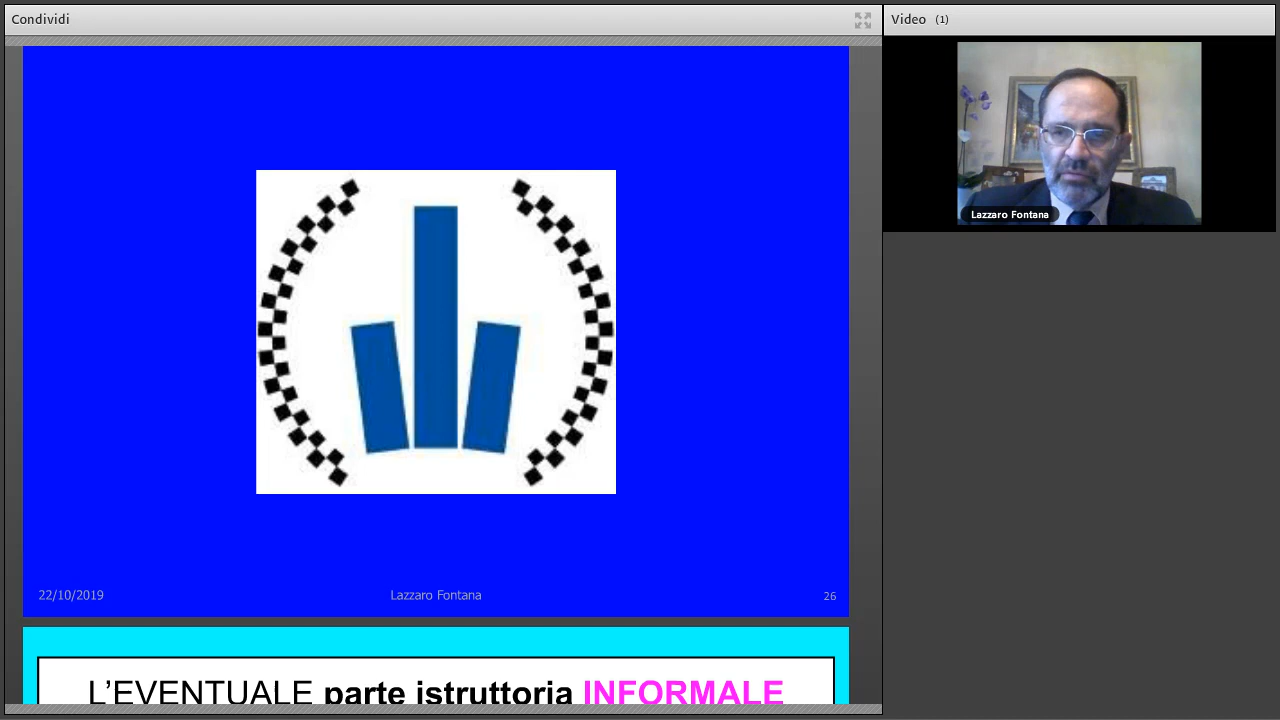 Condividi
Video (1)
Lazzaro Fontana
22/10/2019
Lazzaro Fontana
26
L'EVENTUALE parte istruttoria INFORMALE